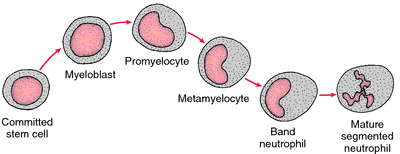 Committed
stem cell
Myeloblast
Promyelocyte
Metamyelocyte
Band
neutrophil
Mature
segmented
neutrophil